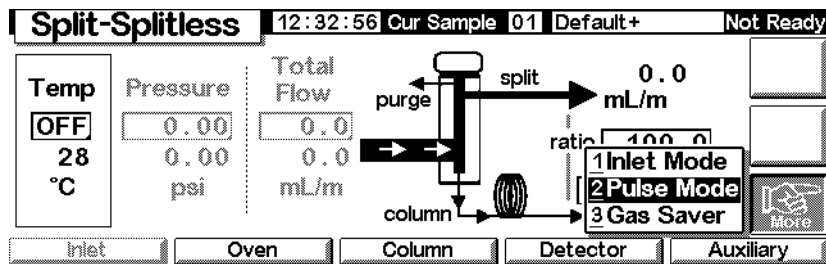 Split-Splitless 12:32:56 Cur Sample 01 Default+ Not Ready
Temp Pressure Total Flow
OFF 0.00 0.0
28 0.00 0.0
°C psi mL/m
purge split 0.0 mL/m
ratio 100.0
column
1 Inlet Mode
2 Pulse Mode
3 Gas Saver
More
Inlet Oven Column Detector Auxiliary